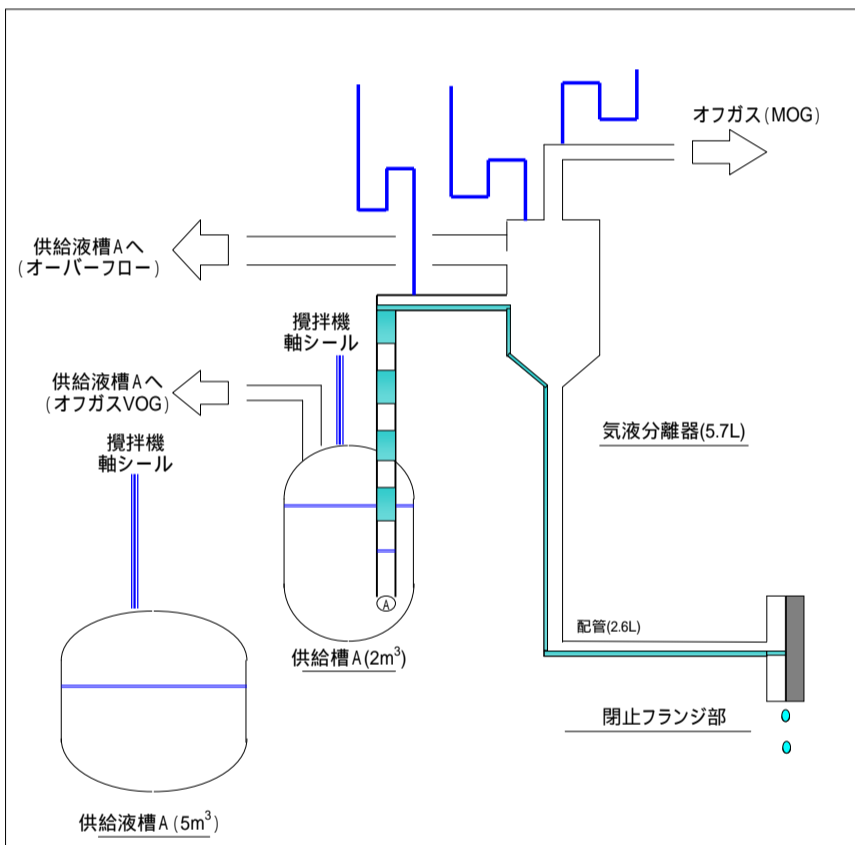 オフガス(MOG)
供給液槽Aへ
(オーバーフロー)
攪拌機
軸シール
供給液槽Aへ
(オフガスVOG)
攪拌機
軸シール
気液分離器(5.7L)
A
配管(2.6L)
供給槽A(2m³)
閉止フランジ部
供給液槽A(5m³)